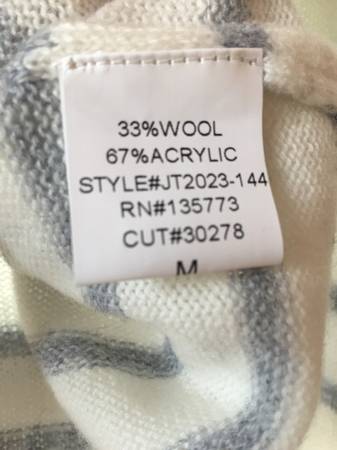 33%WOOL
67%ACRYLIC
STYLE#JT2023-144
RN#135773
CUT#30278
M